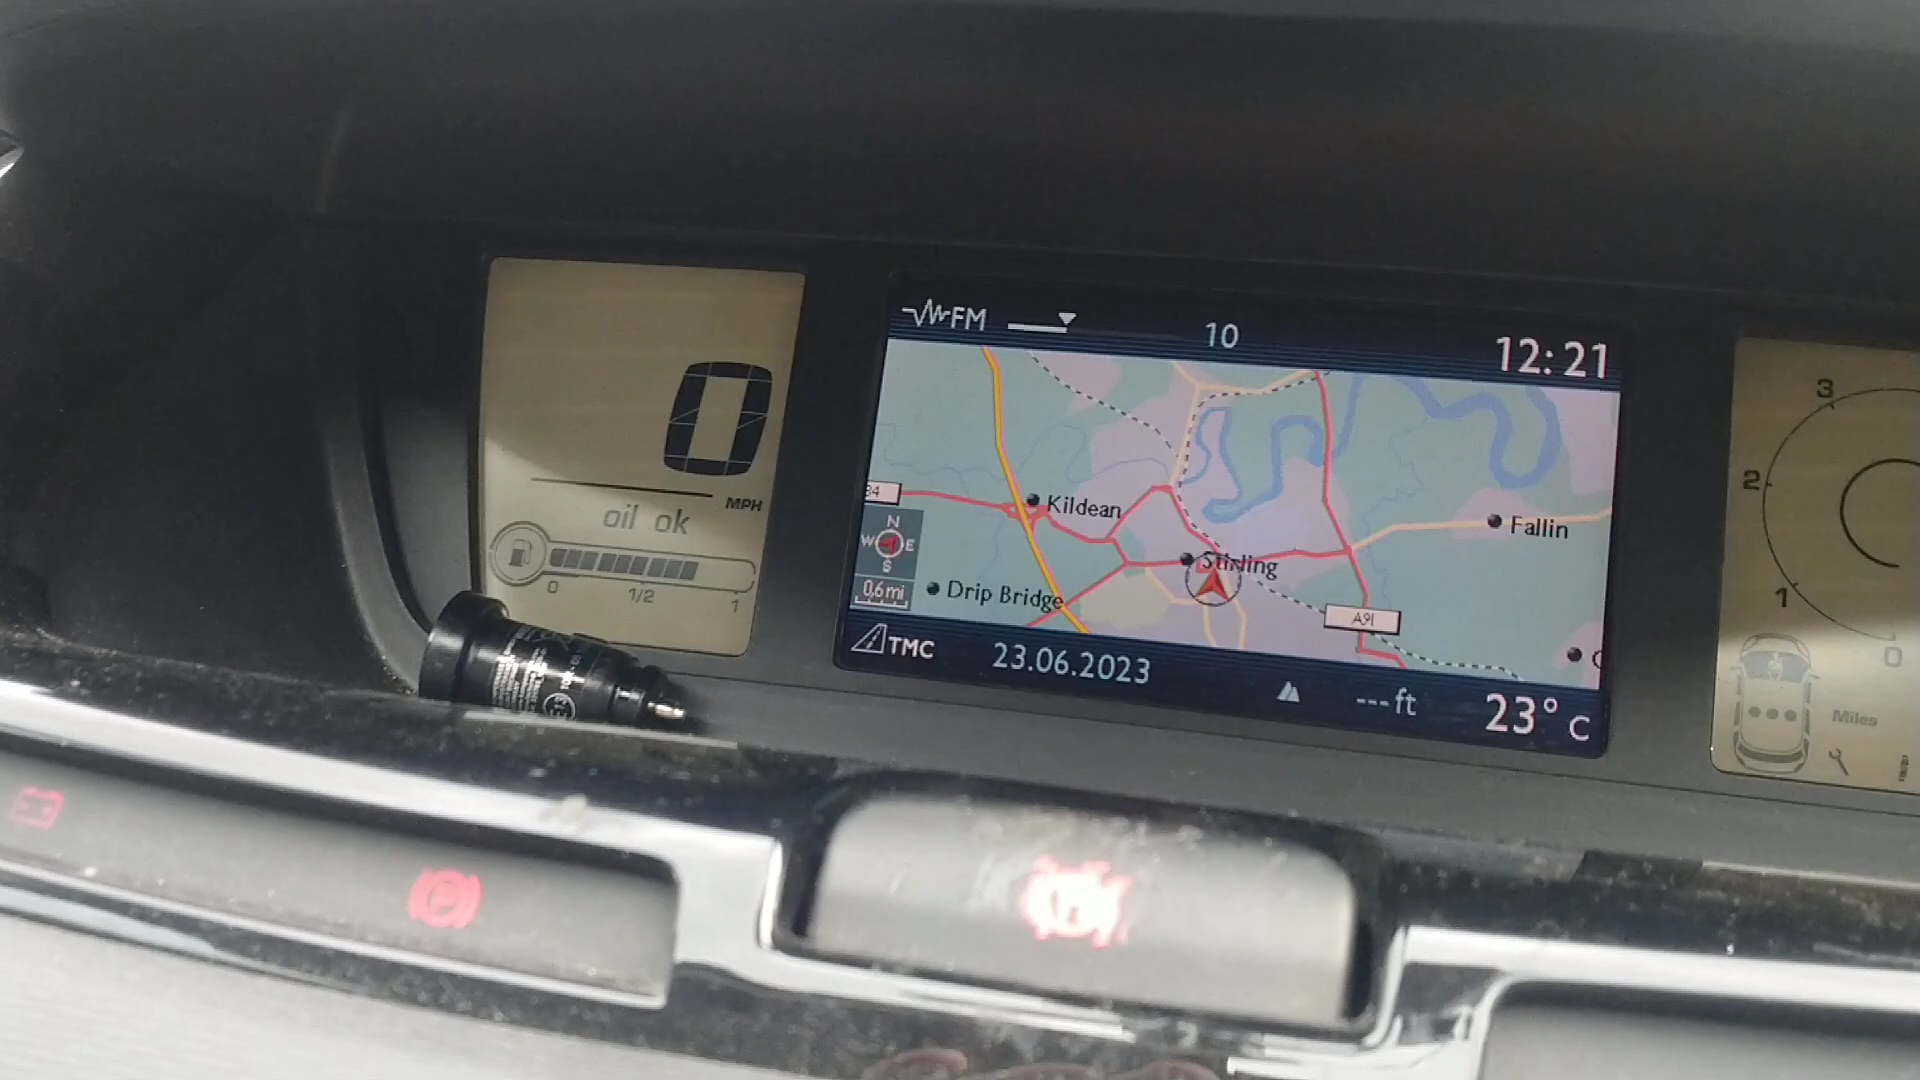 0
MPH
oil ok
0 1/2 1
FM 10 12:21
84
Kildean
Fallin
N
W E
S
Stirling
0,6mi
Drip Bridge
A91
TMC 23.06.2023 ---ft 23° C
3
2
1
0
Miles
P